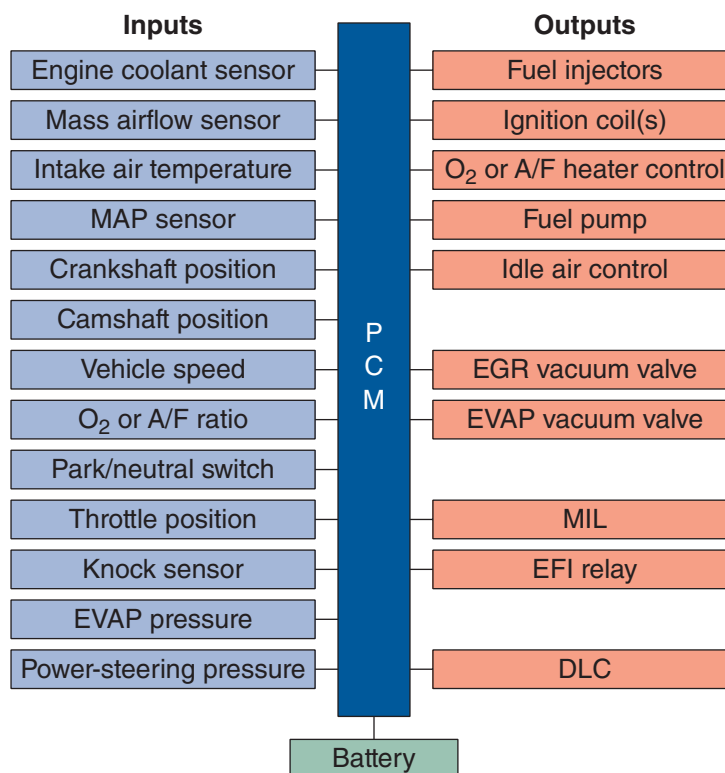 Inputs
Outputs
Engine coolant sensor
Fuel injectors
Mass airflow sensor
Ignition coil(s)
Intake air temperature
O₂ or A/F heater control
MAP sensor
Fuel pump
Crankshaft position
Idle air control
Camshaft position
P
C
M
Vehicle speed
EGR vacuum valve
O₂ or A/F ratio
EVAP vacuum valve
Park/neutral switch
Throttle position
MIL
Knock sensor
EFI relay
EVAP pressure
Power-steering pressure
DLC
Battery